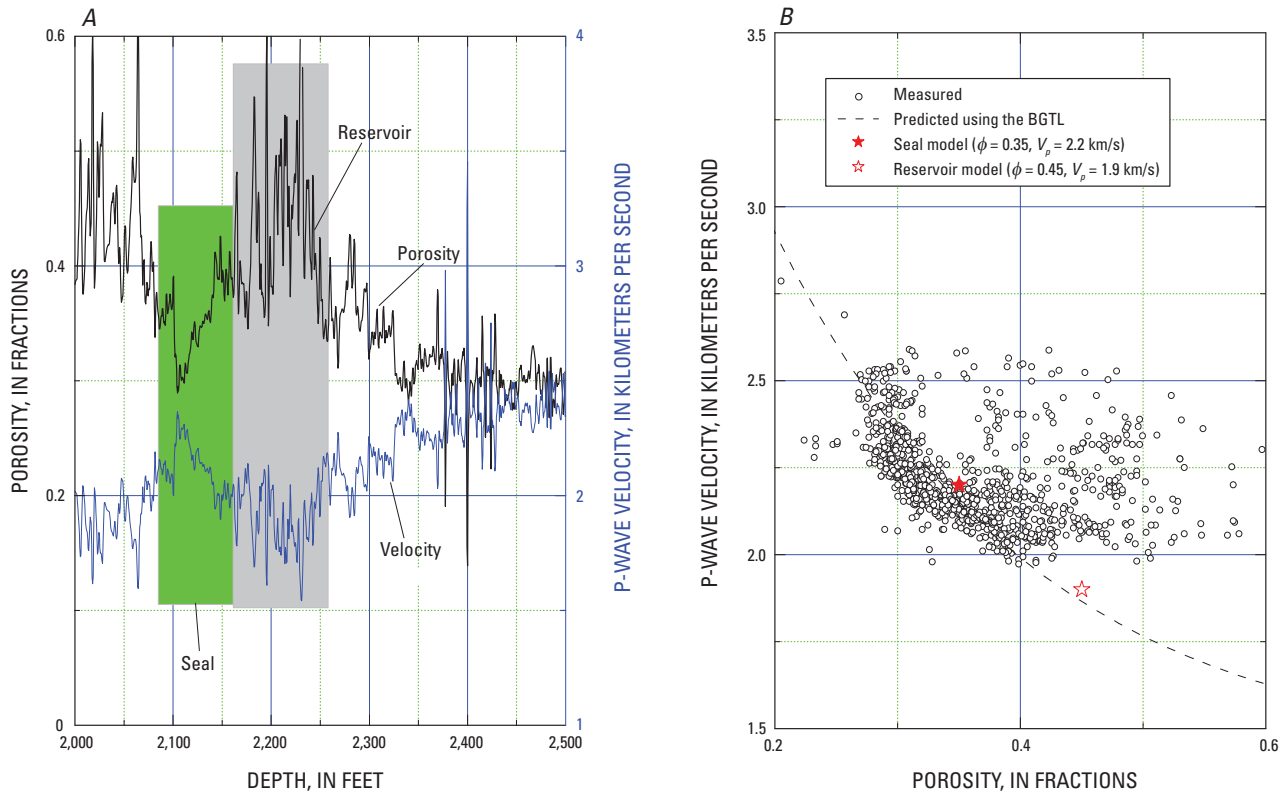 A
POROSITY, IN FRACTIONS
0.6
0.4
0.2
0
4
3
2
1
P-WAVE VELOCITY, IN KILOMETERS PER SECOND
Reservoir
Porosity
Velocity
Seal
2,000
2,100
2,200
2,300
2,400
2,500
DEPTH, IN FEET
B
P-WAVE VELOCITY, IN KILOMETERS PER SECOND
3.5
3.0
2.5
2.0
1.5
Measured
Predicted using the BGTL
Seal model (ϕ = 0.35, Vp = 2.2 km/s)
Reservoir model (ϕ = 0.45, Vp = 1.9 km/s)
0.2
0.4
0.6
POROSITY, IN FRACTIONS